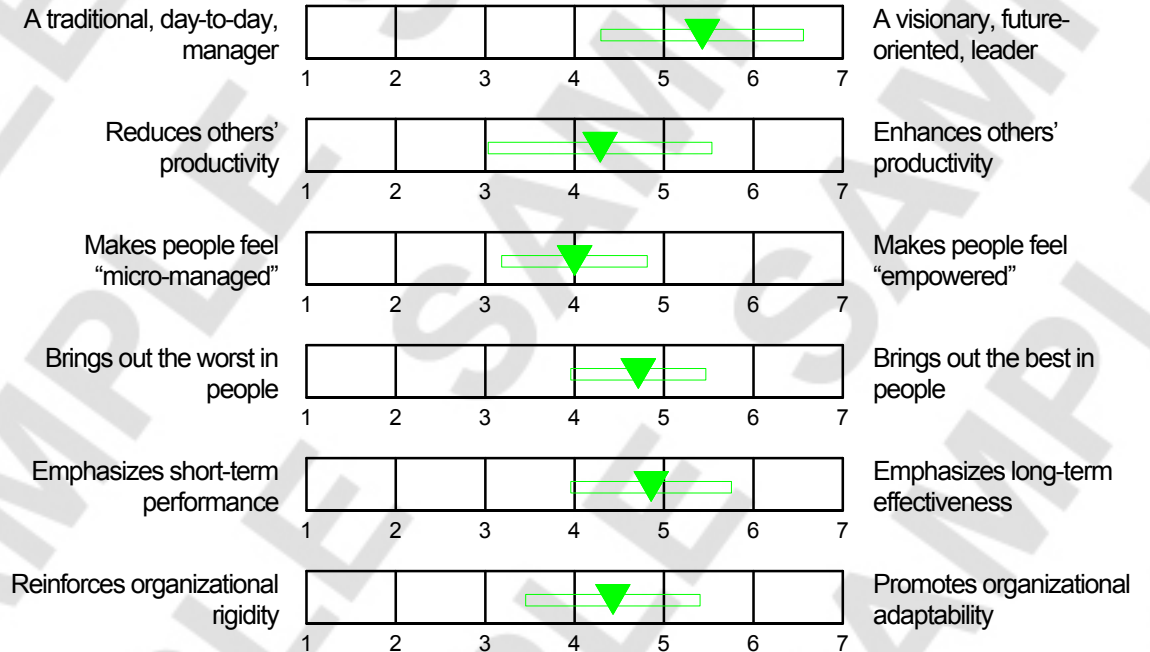 A traditional, day-to-day,
manager
A visionary, future-
oriented, leader
1 2 3 4 5 6 7
Reduces others’
productivity
Enhances others’
productivity
1 2 3 4 5 6 7
Makes people feel
“micro-managed”
Makes people feel
“empowered”
1 2 3 4 5 6 7
Brings out the worst in
people
Brings out the best in
people
1 2 3 4 5 6 7
Emphasizes short-term
performance
Emphasizes long-term
effectiveness
1 2 3 4 5 6 7
Reinforces organizational
rigidity
Promotes organizational
adaptability
1 2 3 4 5 6 7
SAMPLE